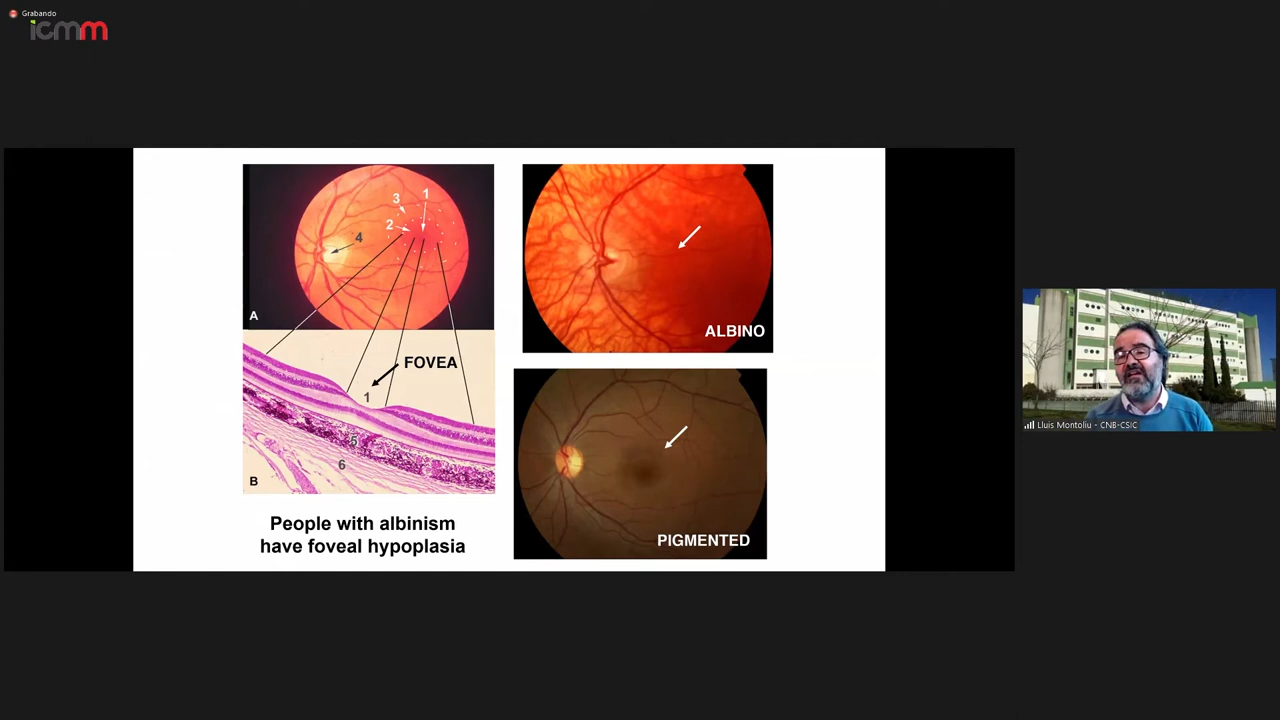 Grabando
icmm
3
1
2
4
A
FOVEA
1
5
6
B
People with albinism
have foveal hypoplasia
ALBINO
PIGMENTED
Lluis Montoliu - CNB-CSIC